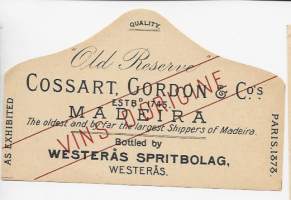 QUALITY
"Old Reserve"
COSSART, GORDON & Co's
ESTBD 1745.
MADEIRA
The oldest and by far the largest Shippers of Madeira.
Bottled by
WESTERÅS SPRITBOLAG,
WESTERÅS.
AS EXHIBITED
PARIS. 1878.
VINS D'ORIGINE